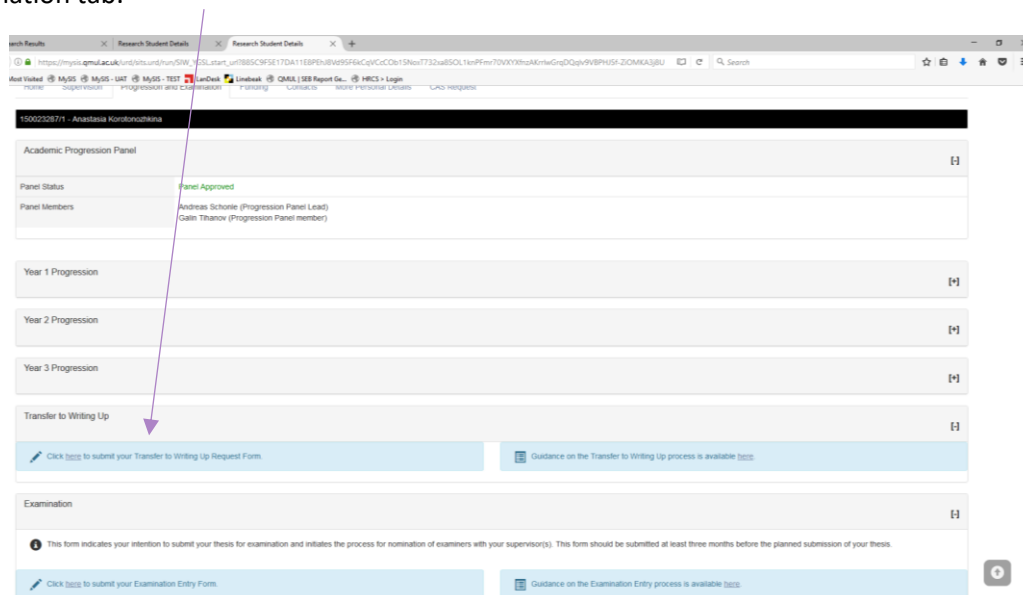 nation tab.
arch Results Research Student Details Research Student Details
Most Visited MySIS MySIS - UAT MySIS - TEST LanDesk Linebeak QMUL | SEB Report Ge... HRCS > Login
Search
Home Supervision Progression and Examination Funding Contacts More Personal Details CAS Request
150023287/1 - Anastasia Korotonozhkina
Academic Progression Panel [-]
Panel Status Panel Approved
Panel Members Andreas Schonle (Progression Panel Lead)
Galin Tihanov (Progression Panel member)
Year 1 Progression [+]
Year 2 Progression [+]
Year 3 Progression [+]
Transfer to Writing Up [-]
Click here to submit your Transfer to Writing Up Request Form. Guidance on the Transfer to Writing Up process is available here.
Examination [-]
This form indicates your intention to submit your thesis for examination and initiates the process for nomination of examiners with your supervisor(s). This form should be submitted at least three months before the planned submission of your thesis.
Click here to submit your Examination Entry Form. Guidance on the Examination Entry process is available here.